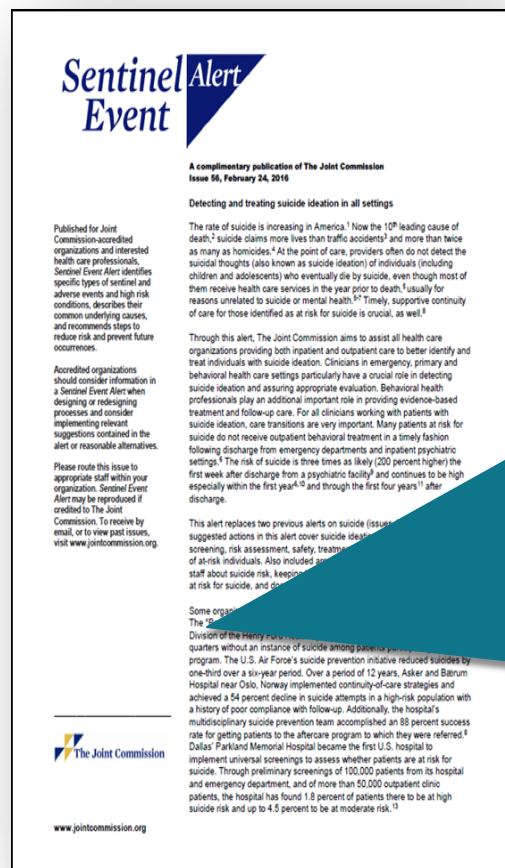 Sentinel Alert
Event
A complimentary publication of The Joint Commission
Issue 56, February 24, 2016
Detecting and treating suicide ideation in all settings
Published for Joint
Commission-accredited
organizations and interested
health care professionals,
Sentinel Event Alert identifies
specific types of sentinel and
adverse events and high risk
conditions, describes their
common underlying causes,
and recommends steps to
reduce risk and prevent future
occurrences.
Accredited organizations
should consider information in
a Sentinel Event Alert when
designing or redesigning
processes and consider
implementing relevant
suggestions contained in the
alert or reasonable alternatives.
Please route this issue to
appropriate staff within your
organization. Sentinel Event
Alert may be reproduced if
credited to The Joint
Commission. To receive by
email, or to view past issues,
visit www.jointcommission.org.
The Joint Commission
www.jointcommission.org
The rate of suicide is increasing in America.1 Now the 10th leading cause of
death,2 suicide claims more lives than traffic accidents3 and more than twice
as many as homicides.4 At the point of care, providers often do not detect the
suicidal thoughts (also known as suicide ideation) of individuals (including
children and adolescents) who eventually die by suicide, even though most of
them receive health care services in the year prior to death,5 usually for
reasons unrelated to suicide or mental health.6-7 Timely, supportive continuity
of care for those identified as at risk for suicide is crucial, as well.8
Through this alert, The Joint Commission aims to assist all health care
organizations providing both inpatient and outpatient care to better identify and
treat individuals with suicide ideation. Clinicians in emergency, primary and
behavioral health care settings particularly have a crucial role in detecting
suicide ideation and assuring appropriate evaluation. Behavioral health
professionals play an additional important role in providing evidence-based
treatment and follow-up care. For all clinicians working with patients with
suicide ideation, care transitions are very important. Many patients at risk for
suicide do not receive outpatient behavioral treatment in a timely fashion
following discharge from emergency departments and inpatient psychiatric
settings.6 The risk of suicide is three times as likely (200 percent higher) the
first week after discharge from a psychiatric facility9 and continues to be high
especially within the first year6,10 and through the first four years11 after
discharge.
This alert replaces two previous alerts on suicide (issues
suggested actions in this alert cover suicide ideati
screening, risk assessment, safety, treatm
of at-risk individuals. Also included ar
staff about suicide risk, keeping
at risk for suicide, and do
Some organi
The
Division of the Henry
quarters without an instance of suicide among patients
program. The U.S. Air Force's suicide prevention initiative reduced suicides by
one-third over a six-year period. Over a period of 12 years, Asker and Bærum
Hospital near Oslo, Norway implemented continuity-of-care strategies and
achieved a 54 percent decline in suicide attempts in a high-risk population with
a history of poor compliance with follow-up. Additionally, the hospital's
multidisciplinary suicide prevention team accomplished an 88 percent success
rate for getting patients to the aftercare program to which they were referred.8
Dallas' Parkland Memorial Hospital became the first U.S. hospital to
implement universal screenings to assess whether patients are at risk for
suicide. Through preliminary screenings of 100,000 patients from its hospital
and emergency department, and of more than 50,000 outpatient clinic
patients, the hospital has found 1.8 percent of patients there to be at high
suicide risk and up to 4.5 percent to be at moderate risk.13